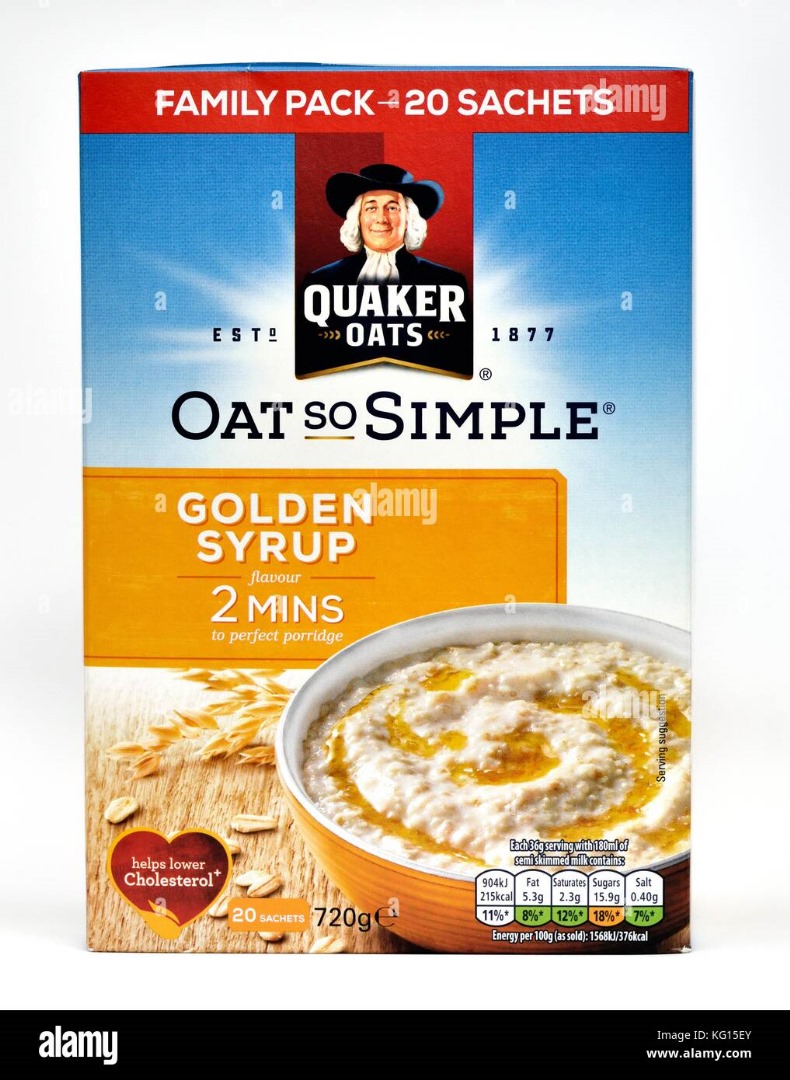 FAMILY PACK – 20 SACHETS
QUAKER
OATS
ESTD 1877
®
OAT SO SIMPLE®
GOLDEN
SYRUP
flavour
2 MINS
to perfect porridge
Serving suggestion
helps lower
Cholesterol+
20 SACHETS 720g ℮
Each 36g serving with 180ml of
semi skimmed milk contains:
904kJ Fat Saturates Sugars Salt
215kcal 5.3g 2.3g 15.9g 0.40g
11%* 8%* 12%* 18%* 7%*
Energy per 100g (as sold): 1568kJ/376kcal
alamy
alamy
alamy
alamy
a alamy
Image ID: KG15EY
www.alamy.com